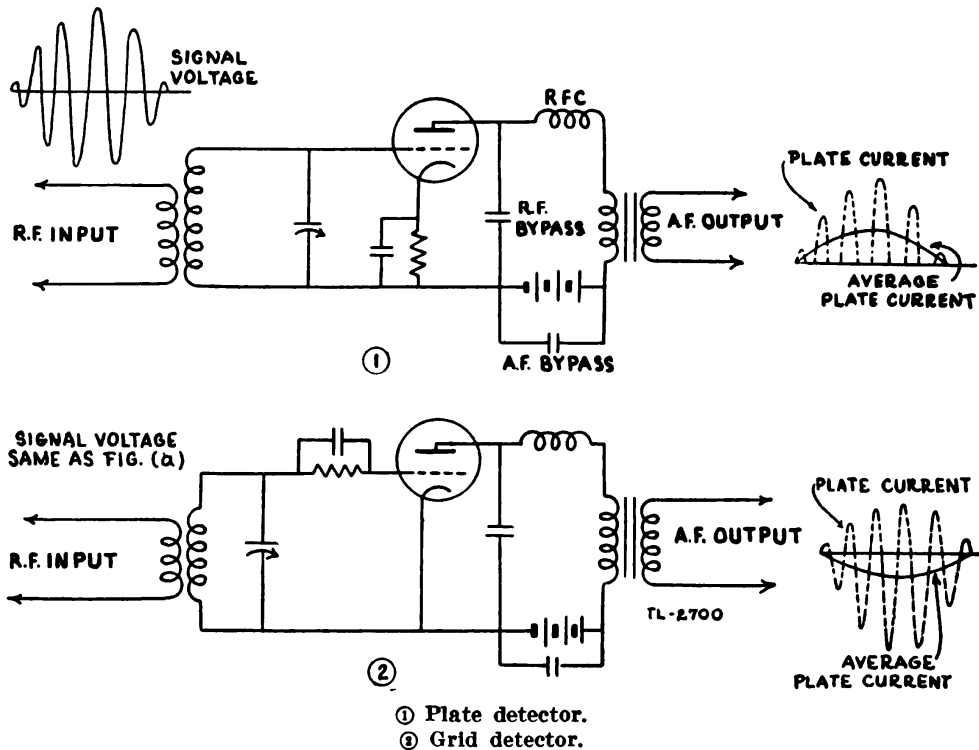 SIGNAL
VOLTAGE
RFC
PLATE CURRENT
R.F. INPUT
R.F.
BYPASS
A.F. OUTPUT
AVERAGE
PLATE CURRENT
A.F. BYPASS
①
SIGNAL VOLTAGE
SAME AS FIG. (a)
PLATE CURRENT
R.F. INPUT
A.F. OUTPUT
TL-2700
AVERAGE
PLATE CURRENT
②
① Plate detector.
② Grid detector.